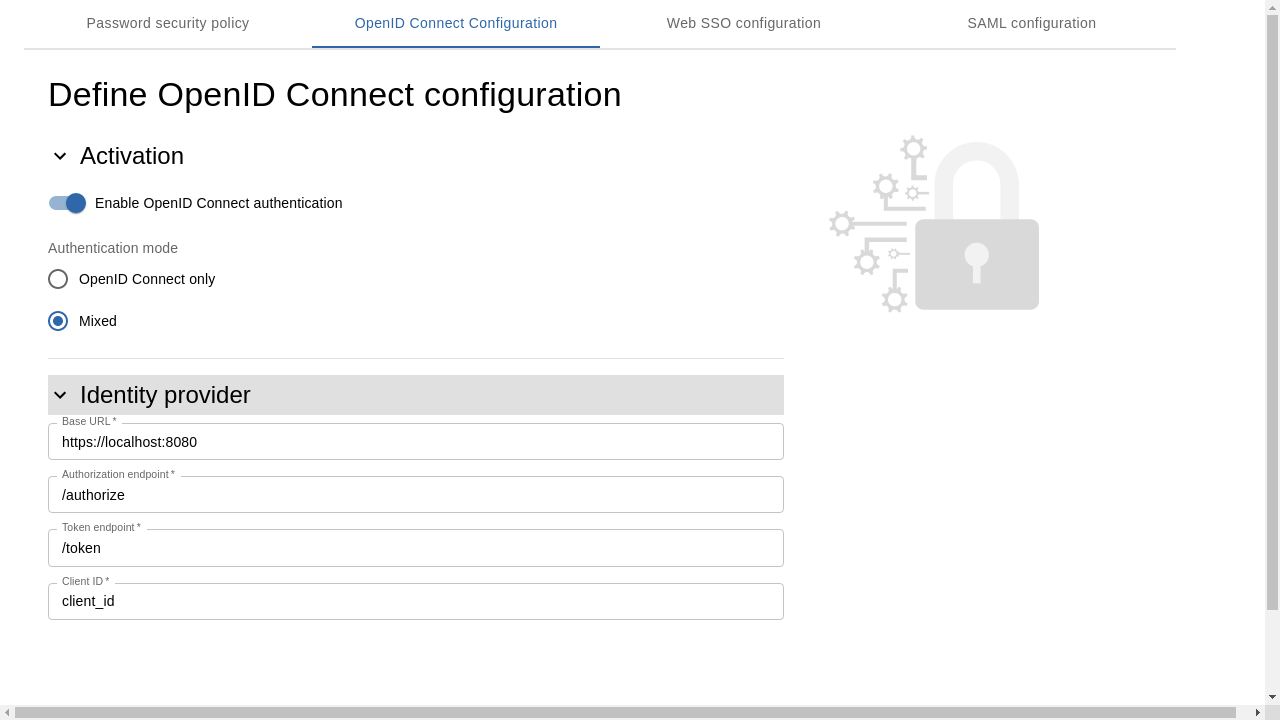 Password security policy
OpenID Connect Configuration
Web SSO configuration
SAML configuration
Define OpenID Connect configuration
Activation
Enable OpenID Connect authentication
Authentication mode
OpenID Connect only
Mixed
Identity provider
Base URL *
https://localhost:8080
Authorization endpoint *
/authorize
Token endpoint *
/token
Client ID *
client_id